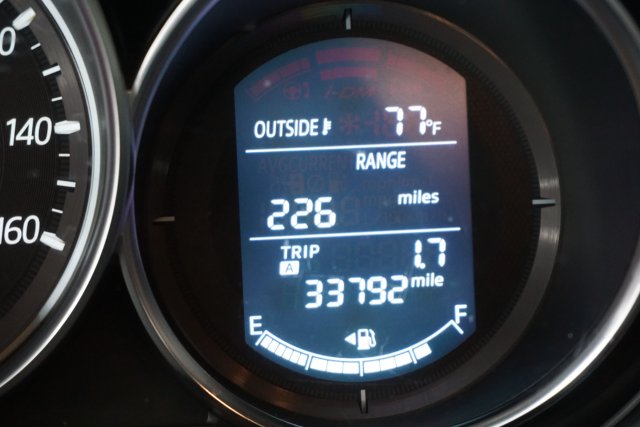 140
160
OUTSIDE 77°F
RANGE
226 miles
TRIP A 1.7
33792 mile
E F